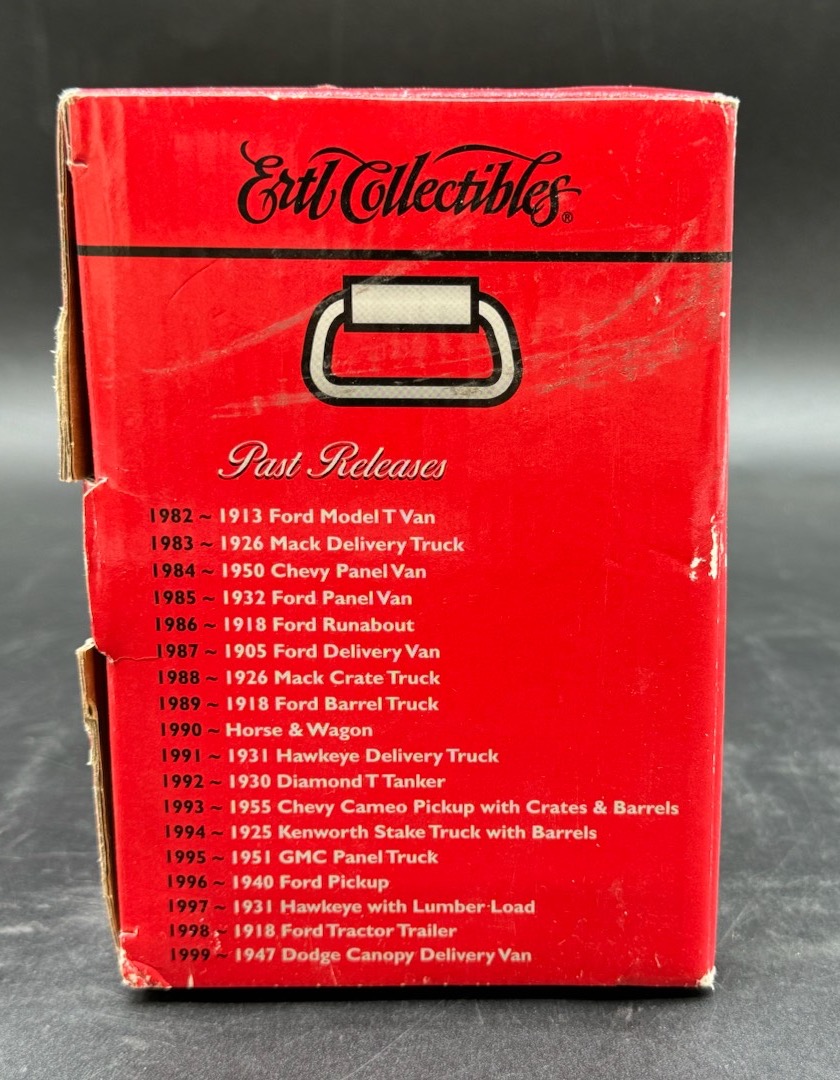 Ertl Collectibles®
Past Releases
1982 ~ 1913 Ford Model T Van
1983 ~ 1926 Mack Delivery Truck
1984 ~ 1950 Chevy Panel Van
1985 ~ 1932 Ford Panel Van
1986 ~ 1918 Ford Runabout
1987 ~ 1905 Ford Delivery Van
1988 ~ 1926 Mack Crate Truck
1989 ~ 1918 Ford Barrel Truck
1990 ~ Horse & Wagon
1991 ~ 1931 Hawkeye Delivery Truck
1992 ~ 1930 Diamond T Tanker
1993 ~ 1955 Chevy Cameo Pickup with Crates & Barrels
1994 ~ 1925 Kenworth Stake Truck with Barrels
1995 ~ 1951 GMC Panel Truck
1996 ~ 1940 Ford Pickup
1997 ~ 1931 Hawkeye with Lumber Load
1998 ~ 1918 Ford Tractor Trailer
1999 ~ 1947 Dodge Canopy Delivery Van